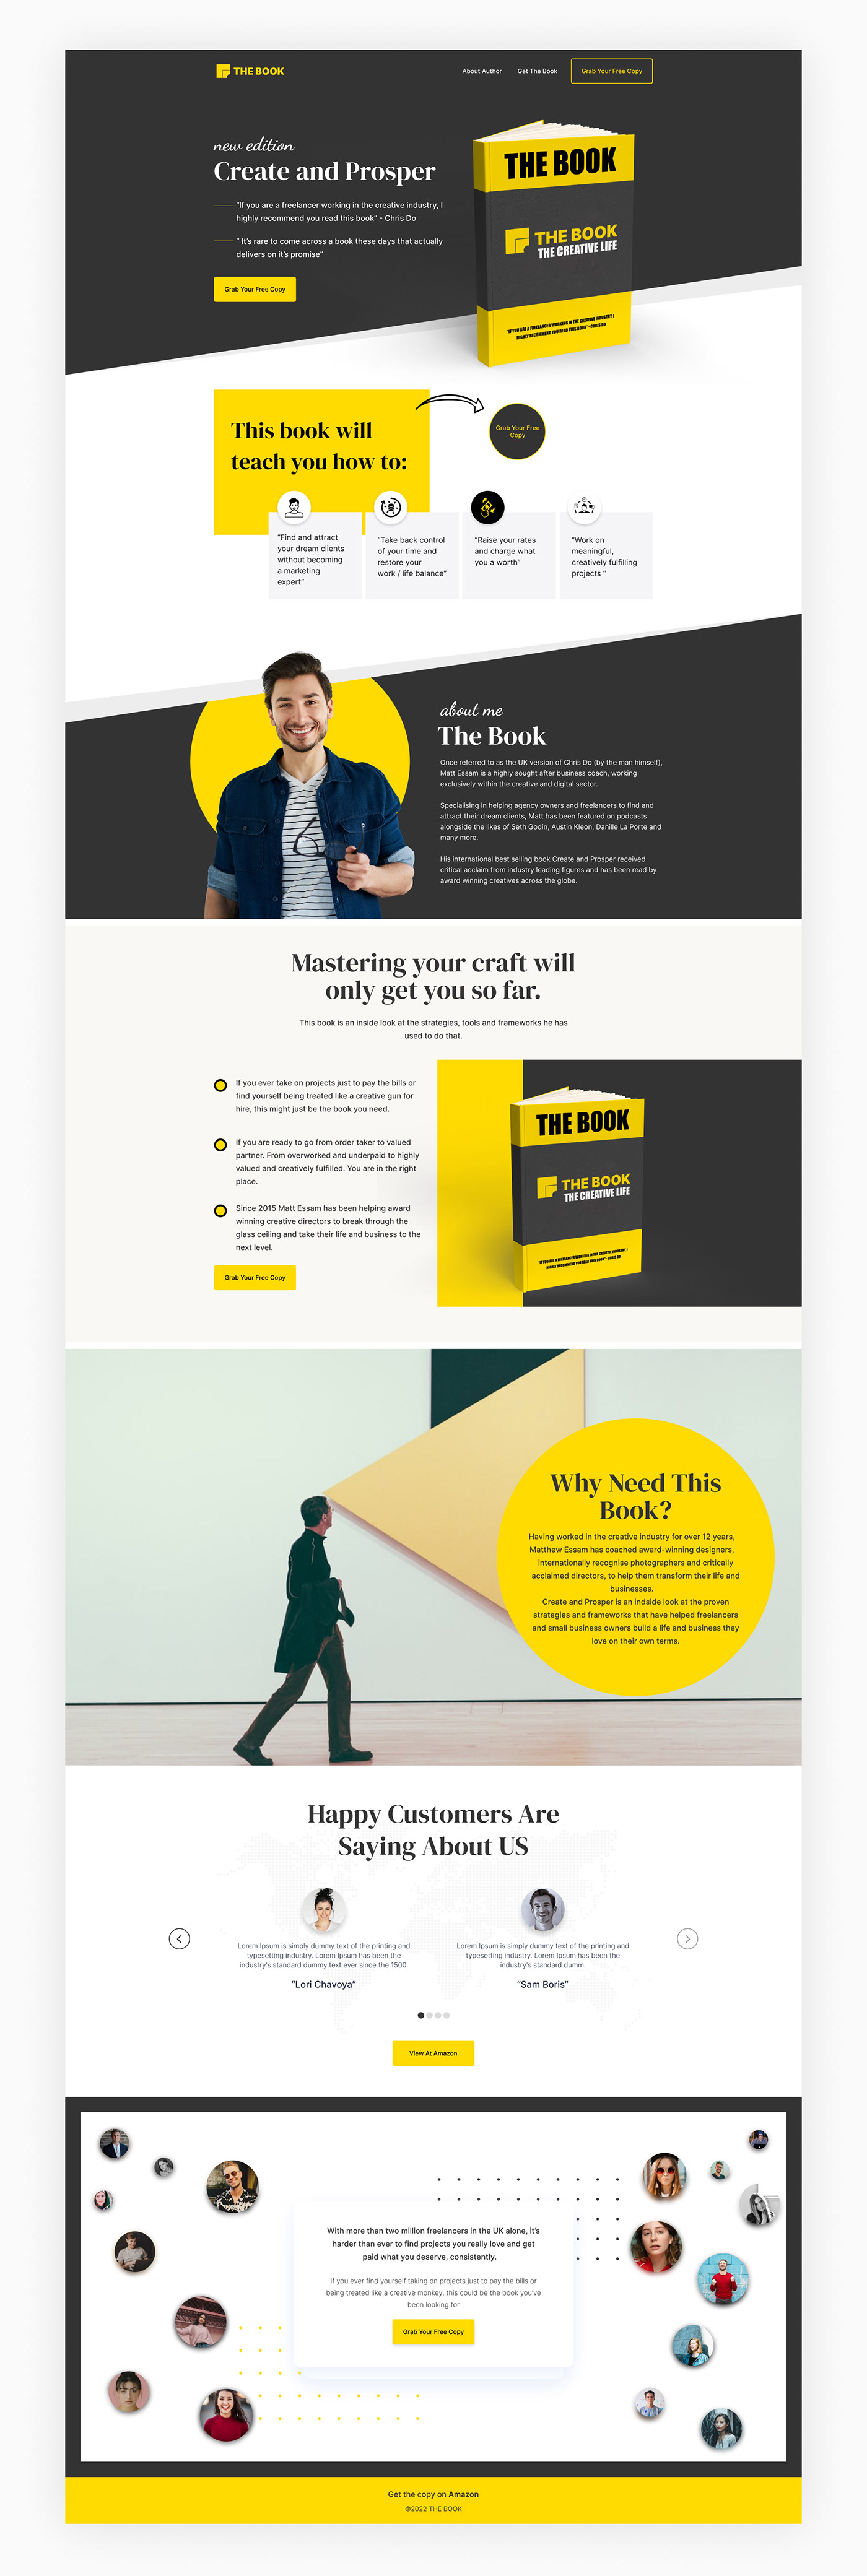 THE BOOK
About Author
Get The Book
Grab Your Free Copy
new edition
Create and Prosper
"If you are a freelancer working in the creative industry, I
highly recommend you read this book" - Chris Do
" It's rare to come across a book these days that actually
delivers on it's promise"
Grab Your Free Copy
THE BOOK
THE BOOK
THE CREATIVE LIFE
"IF YOU ARE A FREELANCER WORKING IN THE CREATIVE INDUSTRY, I
HIGHLY RECOMMEND YOU READ THIS BOOK" - CHRIS DO
This book will
teach you how to:
Grab Your Free
Copy
"Find and attract
your dream clients
without becoming
a marketing
expert"
"Take back control
of your time and
restore your
work / life balance"
"Raise your rates
and charge what
you a worth"
"Work on
meaningful,
creatively fulfilling
projects "
about me
The Book
Once referred to as the UK version of Chris Do (by the man himself),
Matt Essam is a highly sought after business coach, working
exclusively within the creative and digital sector.
Specialising in helping agency owners and freelancers to find and
attract their dream clients, Matt has been featured on podcasts
alongside the likes of Seth Godin, Austin Kleon, Danille La Porte and
many more.
His international best selling book Create and Prosper received
critical acclaim from industry leading figures and has been read by
award winning creatives across the globe.
Mastering your craft will
only get you so far.
This book is an inside look at the strategies, tools and frameworks he has
used to do that.
If you ever take on projects just to pay the bills or
find yourself being treated like a creative gun for
hire, this might just be the book you need.
If you are ready to go from order taker to valued
partner. From overworked and underpaid to highly
valued and creatively fulfilled. You are in the right
place.
Since 2015 Matt Essam has been helping award
winning creative directors to break through the
glass ceiling and take their life and business to the
next level.
Grab Your Free Copy
THE BOOK
THE BOOK
THE CREATIVE LIFE
"IF YOU ARE A FREELANCER WORKING IN THE CREATIVE INDUSTRY, I
HIGHLY RECOMMEND YOU READ THIS BOOK" - CHRIS DO
Why Need This
Book?
Having worked in the creative industry for over 12 years,
Matthew Essam has coached award-winning designers,
internationally recognise photographers and critically
acclaimed directors, to help them transform their life and
businesses.
Create and Prosper is an indside look at the proven
strategies and frameworks that have helped freelancers
and small business owners build a life and business they
love on their own terms.
Happy Customers Are
Saying About US
Lorem Ipsum is simply dummy text of the printing and
typesetting industry. Lorem Ipsum has been the
industry's standard dummy text ever since the 1500.
"Lori Chavoya"
Lorem Ipsum is simply dummy text of the printing and
typesetting industry. Lorem Ipsum has been the
industry's standard dumm.
"Sam Boris"
View At Amazon
With more than two million freelancers in the UK alone, it's
harder than ever to find projects you really love and get
paid what you deserve, consistently.
If you ever find yourself taking on projects just to pay the bills or
being treated like a creative monkey, this could be the book you've
been looking for
Grab Your Free Copy
Get the copy on Amazon
©2022 THE BOOK